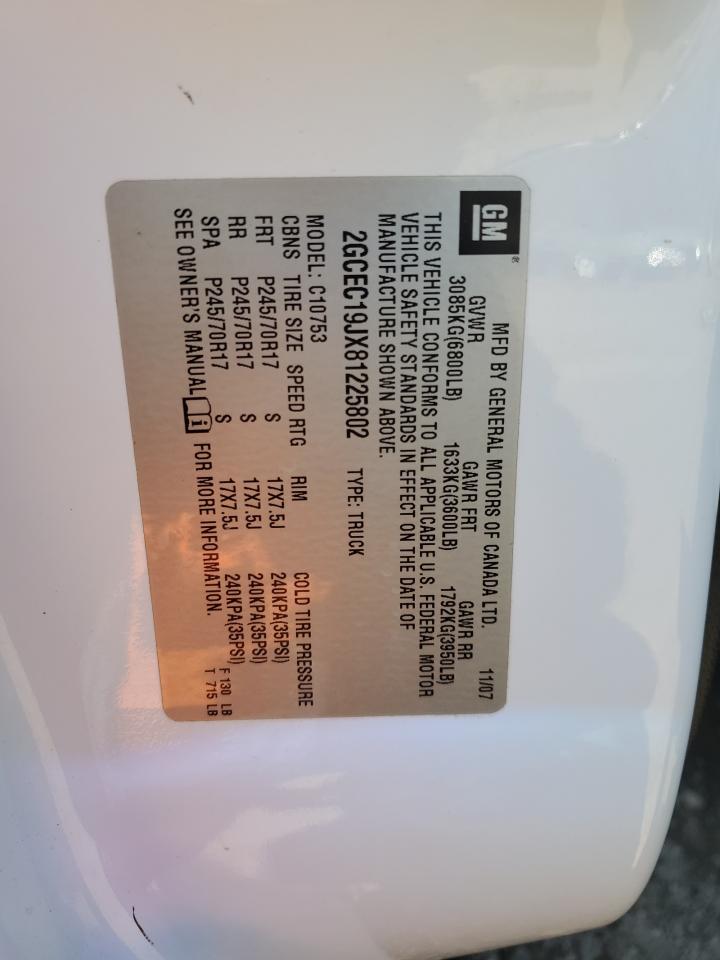 GM®
MFD BY GENERAL MOTORS OF CANADA LTD. 11/07
GVWR GAWR FRT GAWR RR
3085KG(6800LB) 1633KG(3600LB) 1792KG(3950LB)
THIS VEHICLE CONFORMS TO ALL APPLICABLE U.S. FEDERAL MOTOR
VEHICLE SAFETY STANDARDS IN EFFECT ON THE DATE OF
MANUFACTURE SHOWN ABOVE.
2GCEC19JX81225802 TYPE: TRUCK
MODEL: C10753
CBNS TIRE SIZE SPEED RTG RIM COLD TIRE PRESSURE
FRT P245/70R17 S 17X7.5J 240KPA(35PSI)
RR P245/70R17 S 17X7.5J 240KPA(35PSI)
SPA P245/70R17 S 17X7.5J 240KPA(35PSI) F 130 LB
SEE OWNER'S MANUAL i FOR MORE INFORMATION. T 715 LB